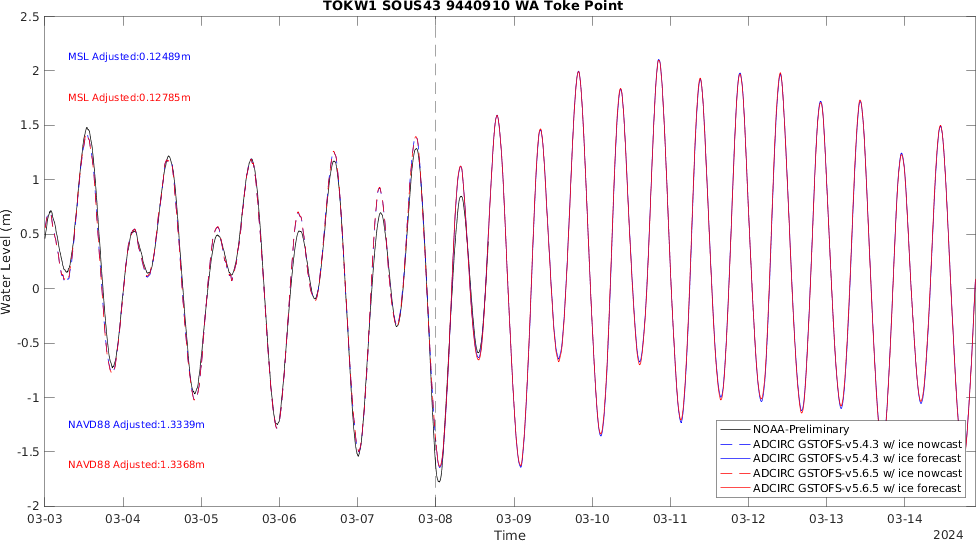 TOKW1 SOUS43 9440910 WA Toke Point
2.5
2
1.5
1
0.5
0
-0.5
-1
-1.5
-2
Water Level (m)
MSL Adjusted:0.12489m
MSL Adjusted:0.12785m
NAVD88 Adjusted:1.3339m
NAVD88 Adjusted:1.3368m
NOAA-Preliminary
ADCIRC GSTOFS-v5.4.3 w/ ice nowcast
ADCIRC GSTOFS-v5.4.3 w/ ice forecast
ADCIRC GSTOFS-v5.6.5 w/ ice nowcast
ADCIRC GSTOFS-v5.6.5 w/ ice forecast
03-03 03-04 03-05 03-06 03-07 03-08 03-09 03-10 03-11 03-12 03-13 03-14
Time
2024